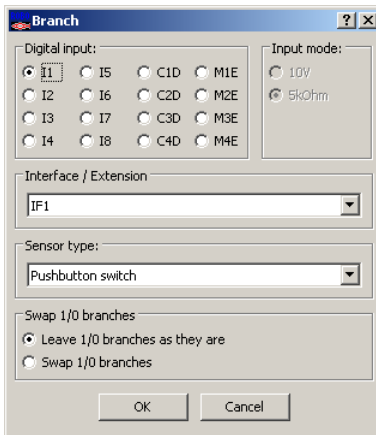 Branch
Digital input:
I1 I5 C1D M1E
I2 I6 C2D M2E
I3 I7 C3D M3E
I4 I8 C4D M4E
Input mode:
10V
5kOhm
Interface / Extension
IF1
Sensor type:
Pushbutton switch
Swap 1/0 branches
Leave 1/0 branches as they are
Swap 1/0 branches
OK Cancel